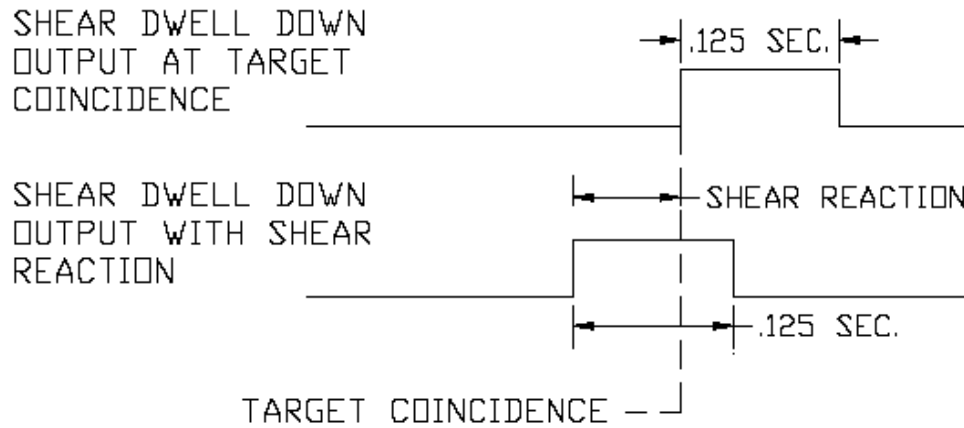 SHEAR DWELL DOWN
OUTPUT AT TARGET
COINCIDENCE
.125 SEC.
SHEAR DWELL DOWN
OUTPUT WITH SHEAR
REACTION
SHEAR REACTION
.125 SEC.
TARGET COINCIDENCE